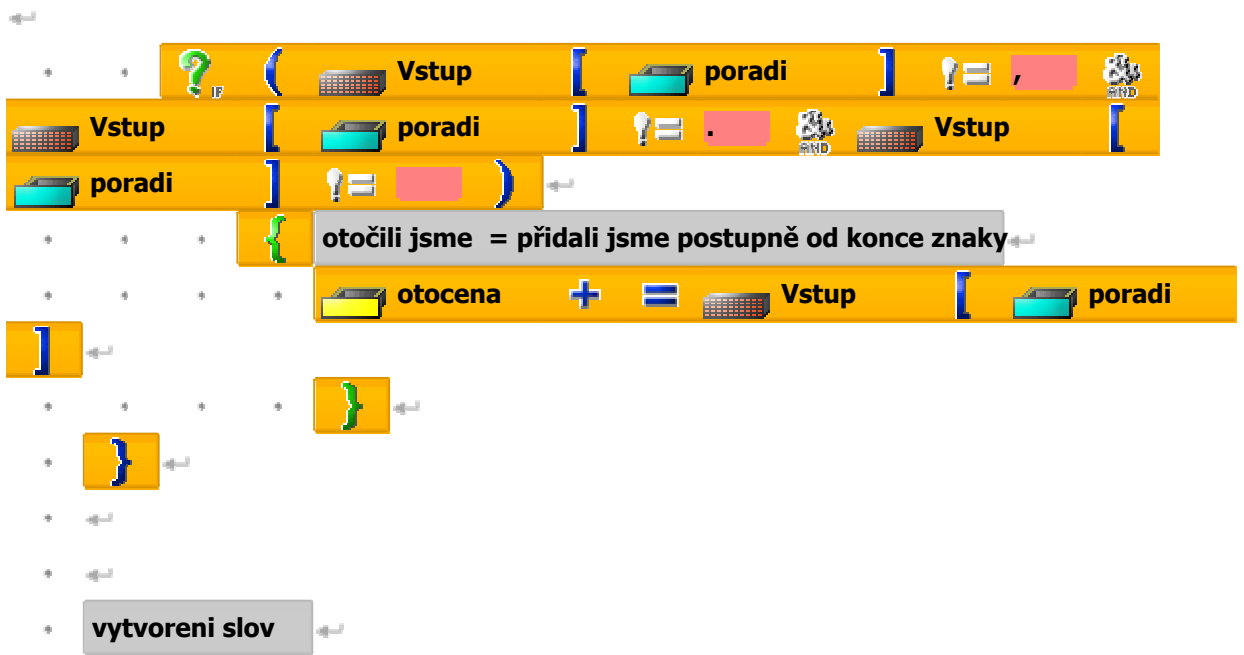 ? IF ( Vstup [ poradi ] != , AND
Vstup [ poradi ] != . AND Vstup [
poradi ] != )
{ otočili jsme = přidali jsme postupně od konce znaky
otocena + = Vstup [ poradi
]
}
}
vytvoreni slov